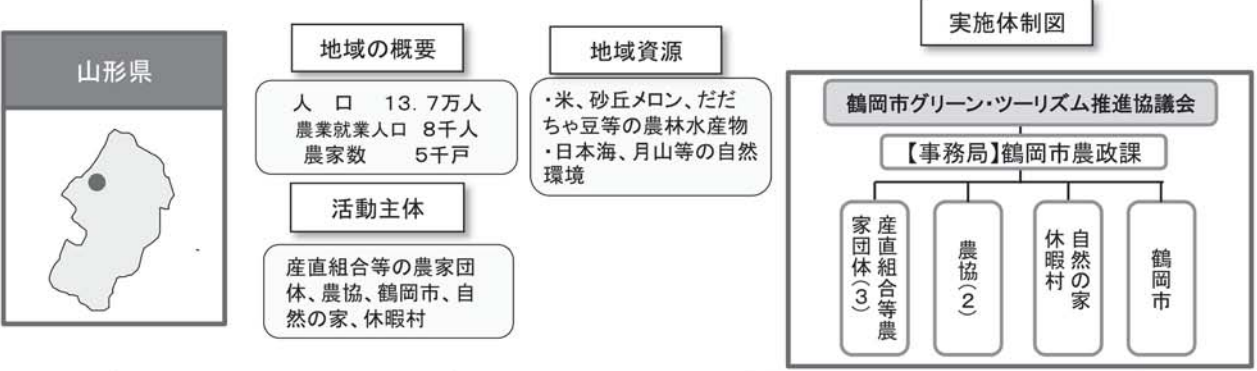 山形県
地域の概要
人　口　13.7万人
農業就業人口 8千人
農家数　5千戸
活動主体
産直組合等の農家団
体、農協、鶴岡市、自
然の家、休暇村
地域資源
・米、砂丘メロン、だだ
ちゃ豆等の農林水産物
・日本海、月山等の自然
環境
実施体制図
鶴岡市グリーン・ツーリズム推進協議会
【事務局】鶴岡市農政課
産直組合等農
家団体(3)
農協(2)
自然の家
休暇村
鶴岡市